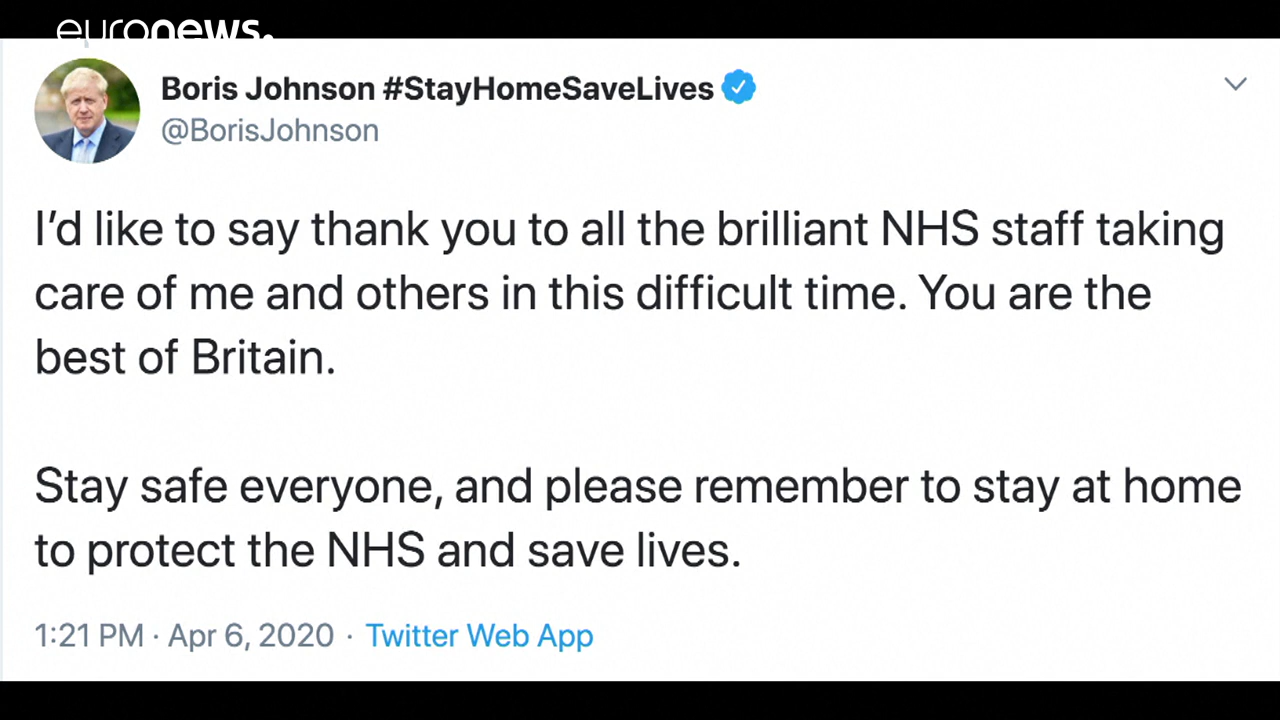 euronews.
Boris Johnson #StayHomeSaveLives
@BorisJohnson
I’d like to say thank you to all the brilliant NHS staff taking
care of me and others in this difficult time. You are the
best of Britain.
Stay safe everyone, and please remember to stay at home
to protect the NHS and save lives.
1:21 PM · Apr 6, 2020 · Twitter Web App